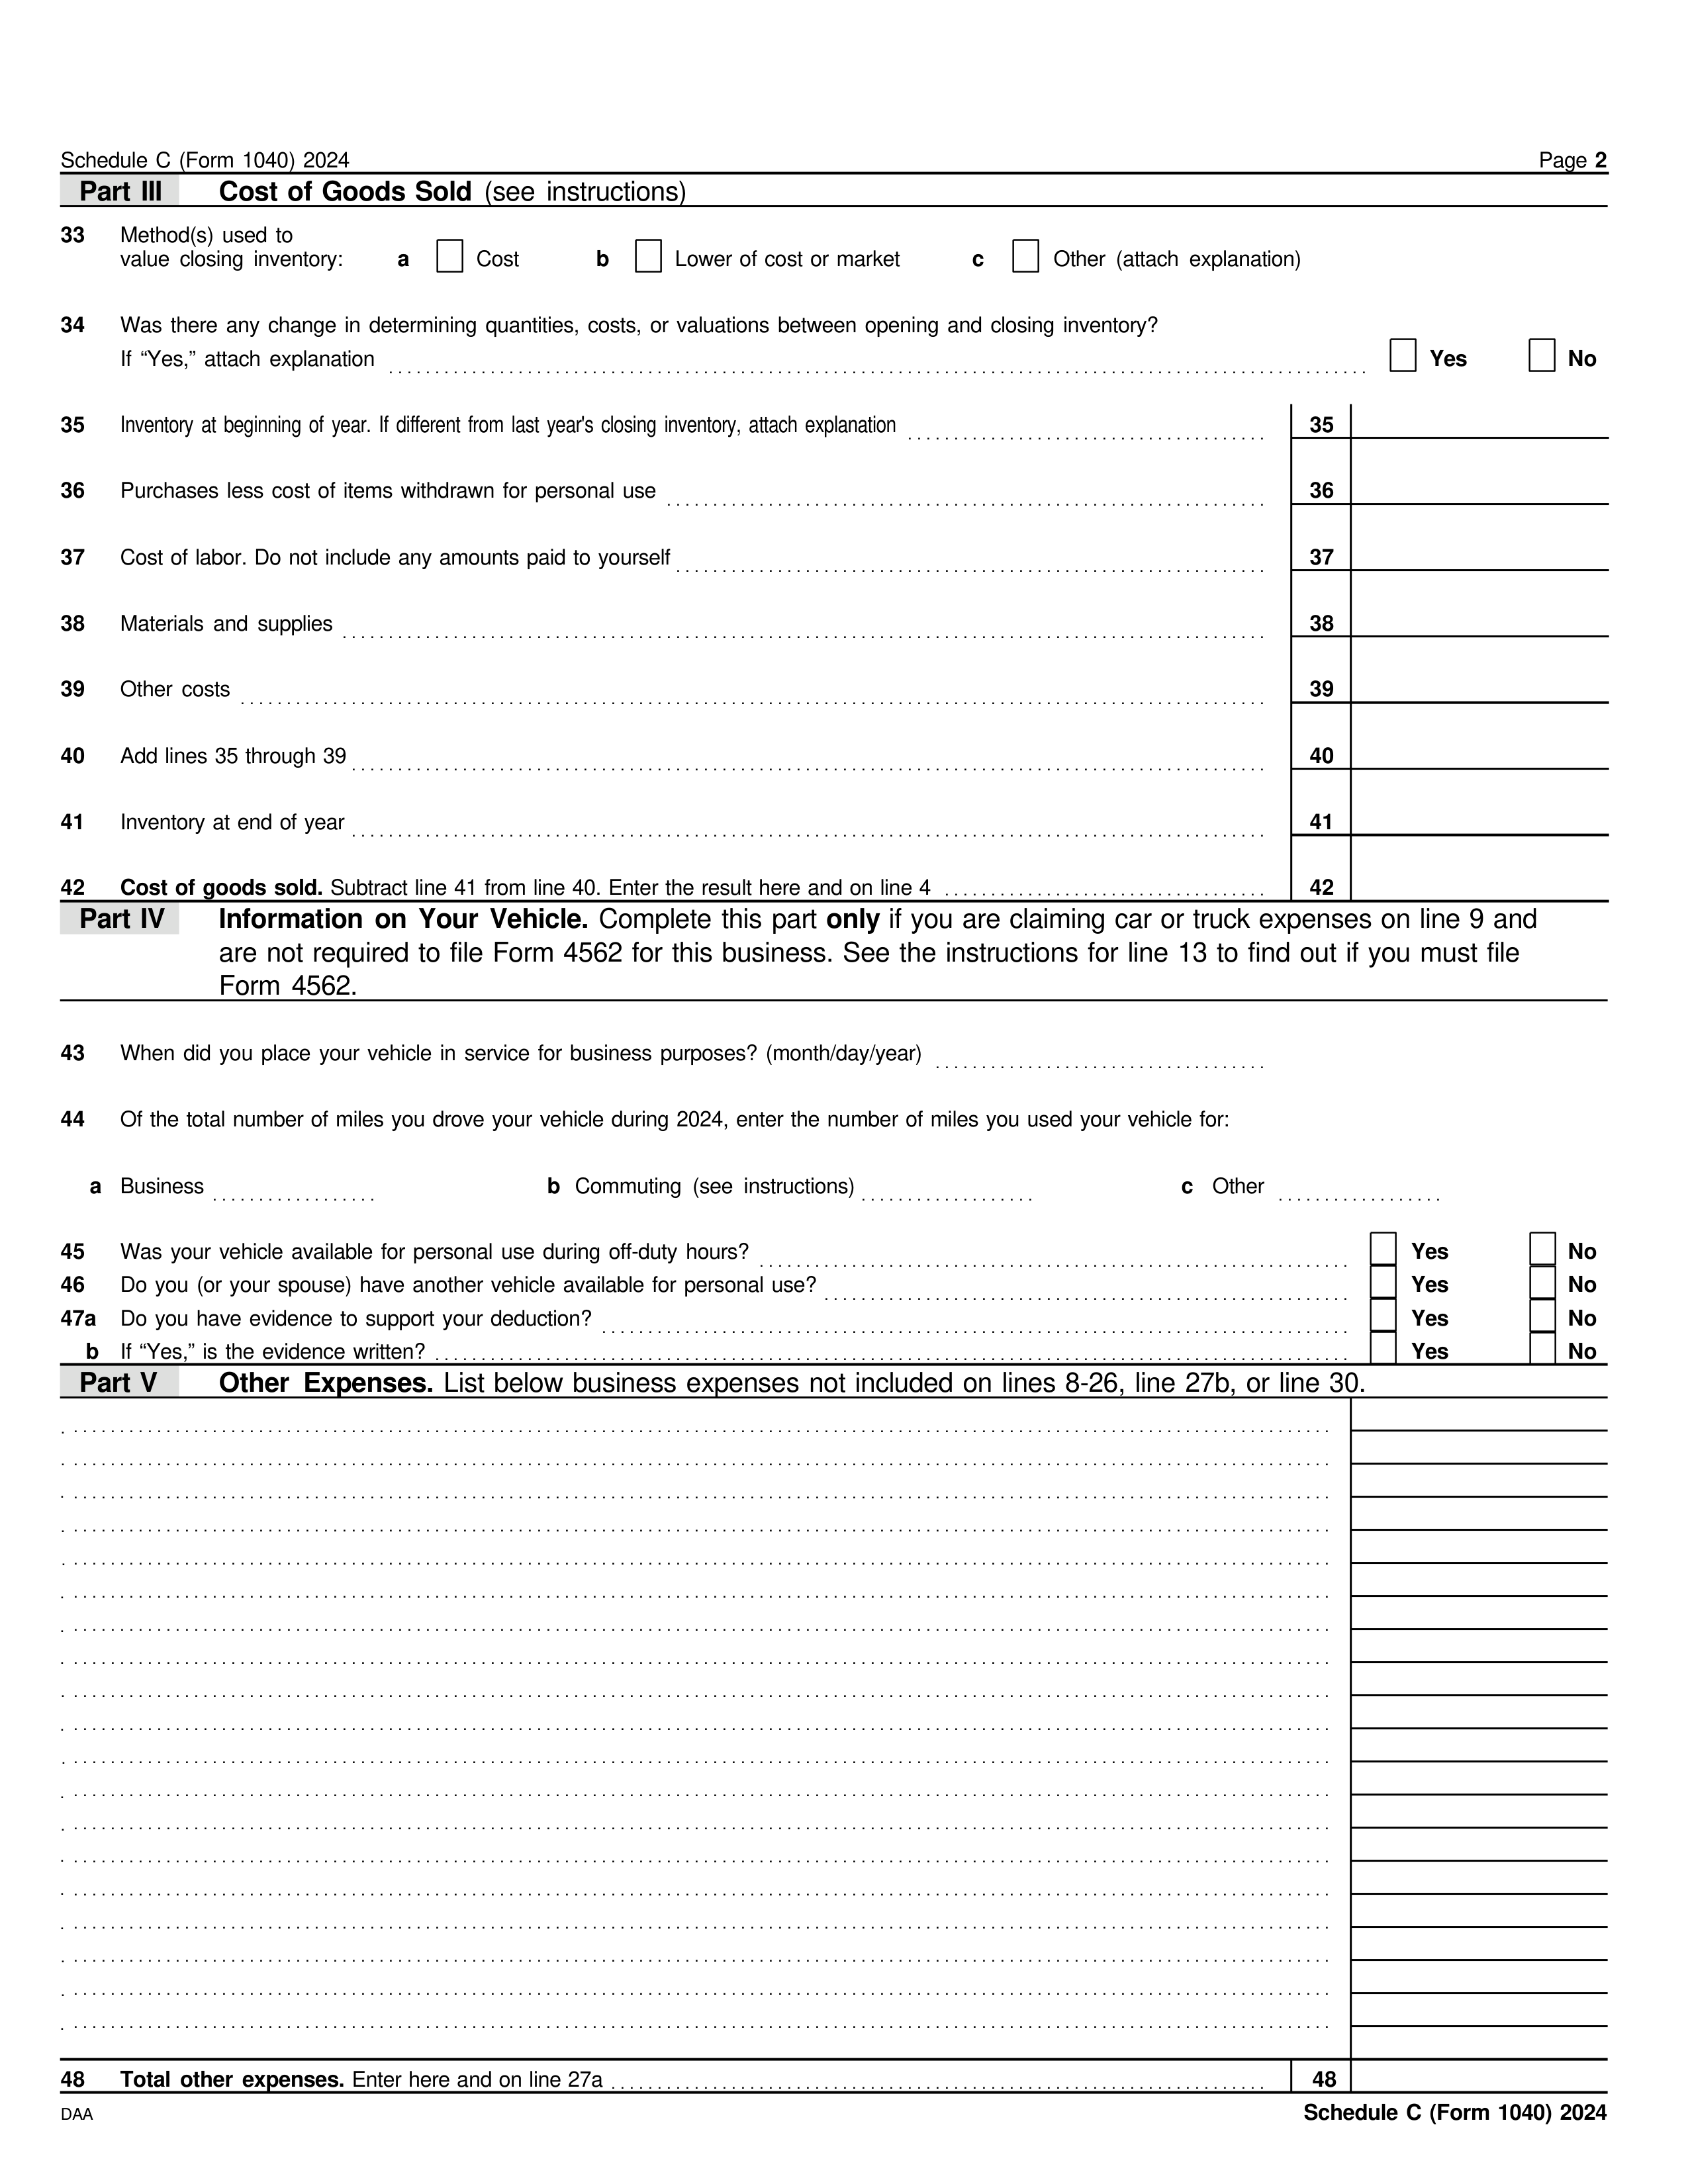 Schedule C (Form 1040) 2024 Page 2
Part III Cost of Goods Sold (see instructions)
33 Method(s) used to
value closing inventory: a Cost b Lower of cost or market c Other (attach explanation)
34 Was there any change in determining quantities, costs, or valuations between opening and closing inventory?
If “Yes,” attach explanation Yes No
35 Inventory at beginning of year. If different from last year's closing inventory, attach explanation 35
36 Purchases less cost of items withdrawn for personal use 36
37 Cost of labor. Do not include any amounts paid to yourself 37
38 Materials and supplies 38
39 Other costs 39
40 Add lines 35 through 39 40
41 Inventory at end of year 41
42 Cost of goods sold. Subtract line 41 from line 40. Enter the result here and on line 4 42
Part IV Information on Your Vehicle. Complete this part only if you are claiming car or truck expenses on line 9 and
are not required to file Form 4562 for this business. See the instructions for line 13 to find out if you must file
Form 4562.
43 When did you place your vehicle in service for business purposes? (month/day/year)
44 Of the total number of miles you drove your vehicle during 2024, enter the number of miles you used your vehicle for:
a Business b Commuting (see instructions) c Other
45 Was your vehicle available for personal use during off-duty hours? Yes No
46 Do you (or your spouse) have another vehicle available for personal use? Yes No
47a Do you have evidence to support your deduction? Yes No
b If “Yes,” is the evidence written? Yes No
Part V Other Expenses. List below business expenses not included on lines 8-26, line 27b, or line 30.
48 Total other expenses. Enter here and on line 27a 48
DAA Schedule C (Form 1040) 2024